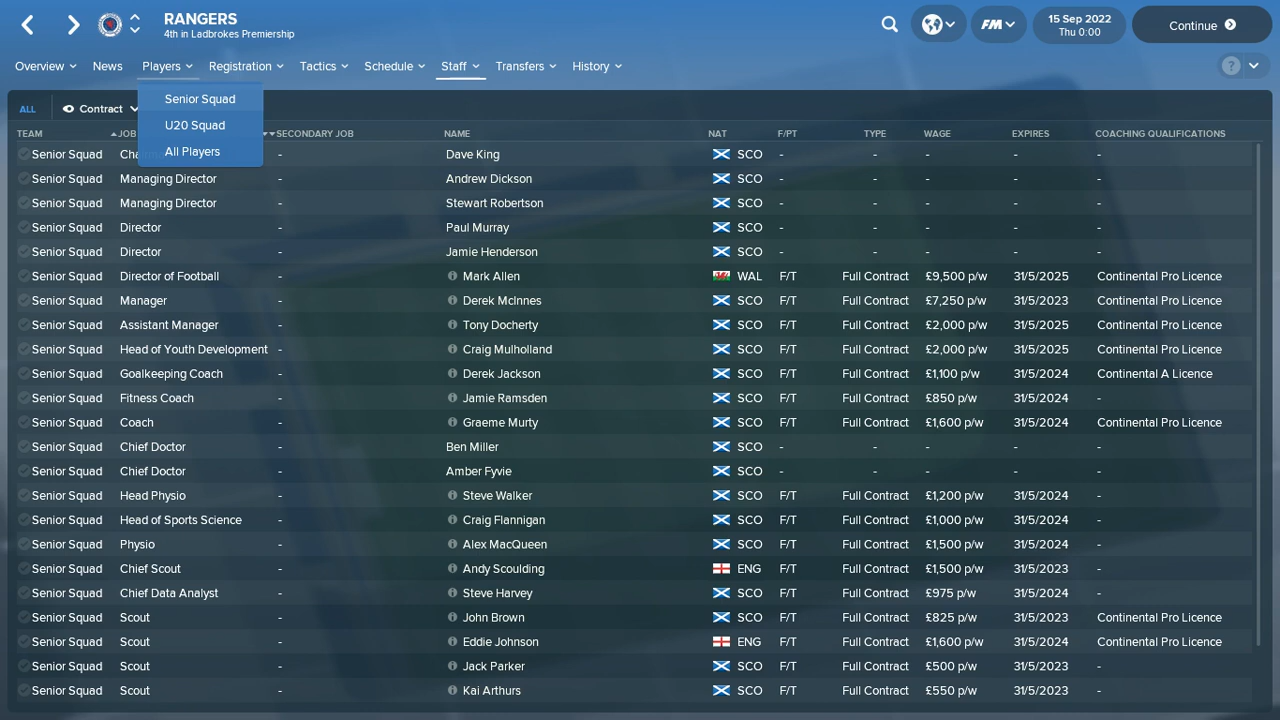 RANGERS
4th in Ladbrokes Premiership
FM
15 Sep 2022
Thu 0:00
Continue
Overview News Players Registration Tactics Schedule Staff Transfers History ?
Senior Squad
U20 Squad
All Players
ALL Contract
TEAM JOB SECONDARY JOB NAME NAT F/PT TYPE WAGE EXPIRES COACHING QUALIFICATIONS
Senior Squad - Dave King SCO - - - - -
Senior Squad Managing Director - Andrew Dickson SCO - - - - -
Senior Squad Managing Director - Stewart Robertson SCO - - - - -
Senior Squad Director - Paul Murray SCO - - - - -
Senior Squad Director - Jamie Henderson SCO - - - - -
Senior Squad Director of Football - Mark Allen WAL F/T Full Contract £9,500 p/w 31/5/2025 Continental Pro Licence
Senior Squad Manager - Derek McInnes SCO F/T Full Contract £7,250 p/w 31/5/2023 Continental Pro Licence
Senior Squad Assistant Manager - Tony Docherty SCO F/T Full Contract £2,000 p/w 31/5/2025 Continental Pro Licence
Senior Squad Head of Youth Development - Craig Mulholland SCO F/T Full Contract £2,000 p/w 31/5/2025 Continental Pro Licence
Senior Squad Goalkeeping Coach - Derek Jackson SCO F/T Full Contract £1,100 p/w 31/5/2024 Continental A Licence
Senior Squad Fitness Coach - Jamie Ramsden SCO F/T Full Contract £850 p/w 31/5/2024 -
Senior Squad Coach - Graeme Murty SCO F/T Full Contract £1,600 p/w 31/5/2024 Continental Pro Licence
Senior Squad Chief Doctor - Ben Miller SCO - - - - -
Senior Squad Chief Doctor - Amber Fyvie SCO - - - - -
Senior Squad Head Physio - Steve Walker SCO F/T Full Contract £1,200 p/w 31/5/2024 -
Senior Squad Head of Sports Science - Craig Flannigan SCO F/T Full Contract £1,000 p/w 31/5/2024 -
Senior Squad Physio - Alex MacQueen SCO F/T Full Contract £1,500 p/w 31/5/2024 -
Senior Squad Chief Scout - Andy Scoulding ENG F/T Full Contract £1,500 p/w 31/5/2023 -
Senior Squad Chief Data Analyst - Steve Harvey SCO F/T Full Contract £975 p/w 31/5/2024 -
Senior Squad Scout - John Brown SCO F/T Full Contract £825 p/w 31/5/2023 Continental Pro Licence
Senior Squad Scout - Eddie Johnson ENG F/T Full Contract £1,600 p/w 31/5/2024 Continental Pro Licence
Senior Squad Scout - Jack Parker SCO F/T Full Contract £500 p/w 31/5/2023 -
Senior Squad Scout - Kai Arthurs SCO F/T Full Contract £550 p/w 31/5/2023 -